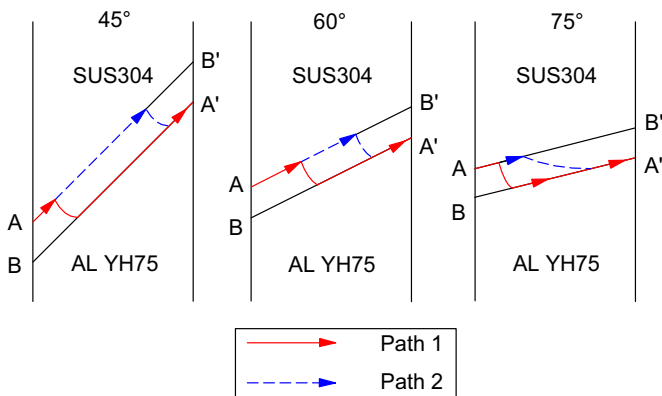 45°
SUS304
B'
A'
A
B
AL YH75
60°
SUS304
B'
A'
A
B
AL YH75
75°
SUS304
B'
A
A'
B
AL YH75
Path 1
Path 2